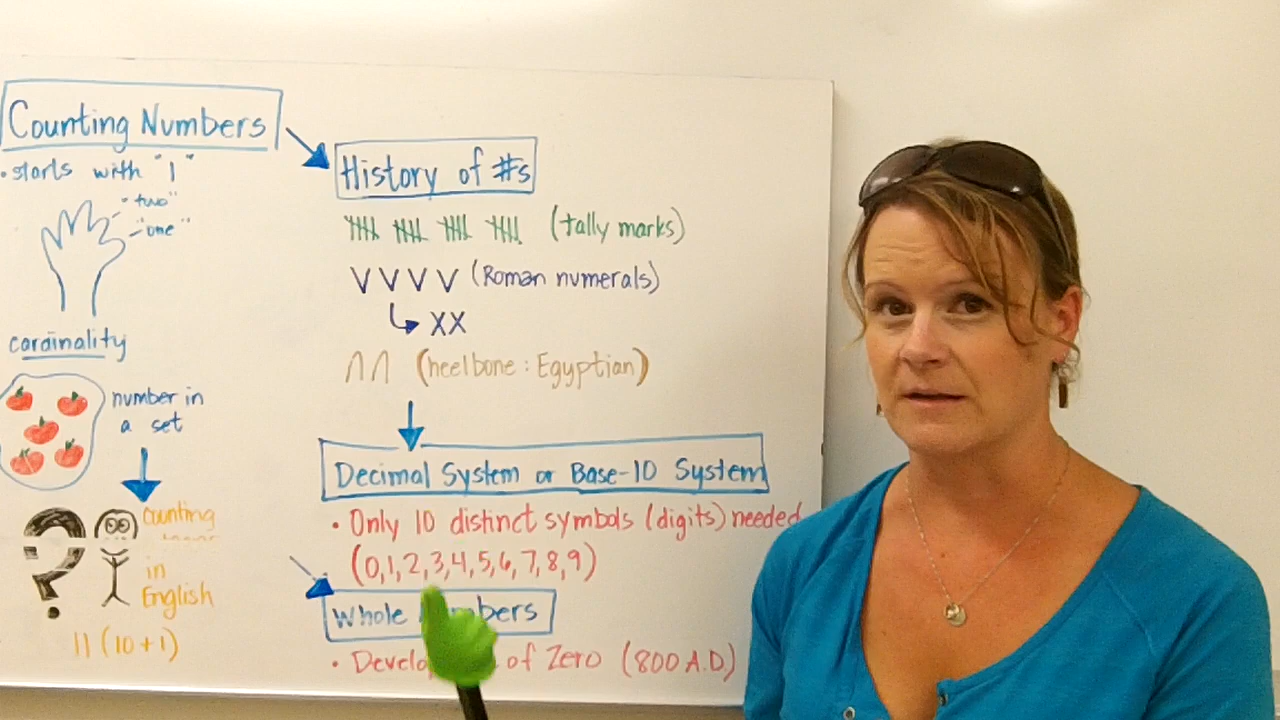 Counting Numbers
• starts with "1"
"two"
"one"
cardinality
number in
a set
counting
in
English
11 (10+1)
History of #s
(tally marks)
V V V V (Roman numerals)
XX
∩ ∩ (heelbone : Egyptian)
Decimal System or Base-10 System
• Only 10 distinct symbols (digits) needed
(0,1,2,3,4,5,6,7,8,9)
Whole
• of Zero (800 A.D.)